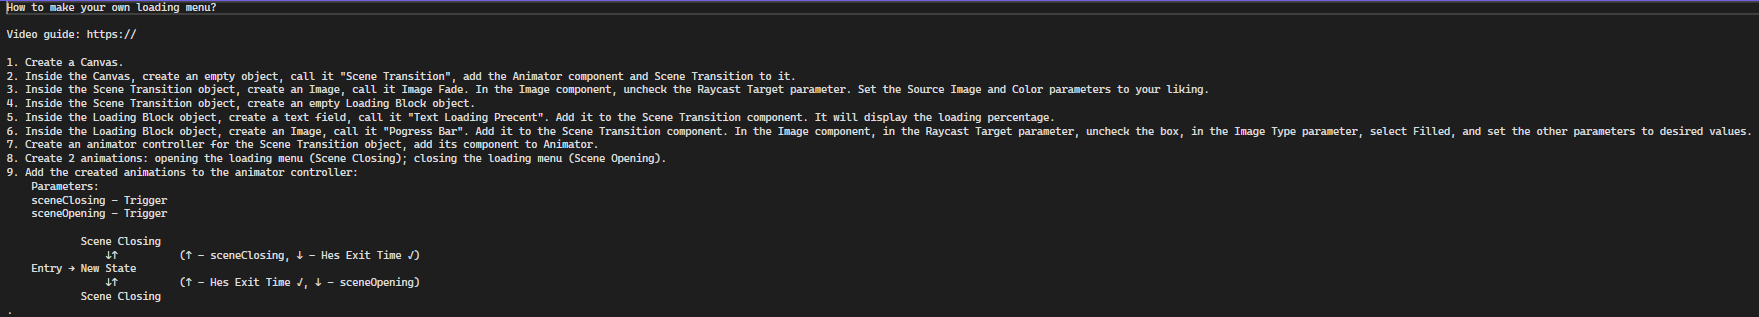 How to make your own loading menu?
Video guide: https://
1. Create a Canvas.
2. Inside the Canvas, create an empty object, call it "Scene Transition", add the Animator component and Scene Transition to it.
3. Inside the Scene Transition object, create an Image, call it Image Fade. In the Image component, uncheck the Raycast Target parameter. Set the Source Image and Color parameters to your liking.
4. Inside the Scene Transition object, create an empty Loading Block object.
5. Inside the Loading Block object, create a text field, call it "Text Loading Precent". Add it to the Scene Transition component. It will display the loading percentage.
6. Inside the Loading Block object, create an Image, call it "Pogress Bar". Add it to the Scene Transition component. In the Image component, in the Raycast Target parameter, uncheck the box, in the Image Type parameter, select Filled, and set the other parameters to desired values.
7. Create an animator controller for the Scene Transition object, add its component to Animator.
8. Create 2 animations: opening the loading menu (Scene Closing); closing the loading menu (Scene Opening).
9. Add the created animations to the animator controller:
Parameters:
sceneClosing – Trigger
sceneOpening – Trigger
Scene Closing
↓↑ (↑ – sceneClosing, ↓ – Hes Exit Time ✓)
Entry → New State
↓↑ (↑ – Hes Exit Time ✓, ↓ – sceneOpening)
Scene Closing
.